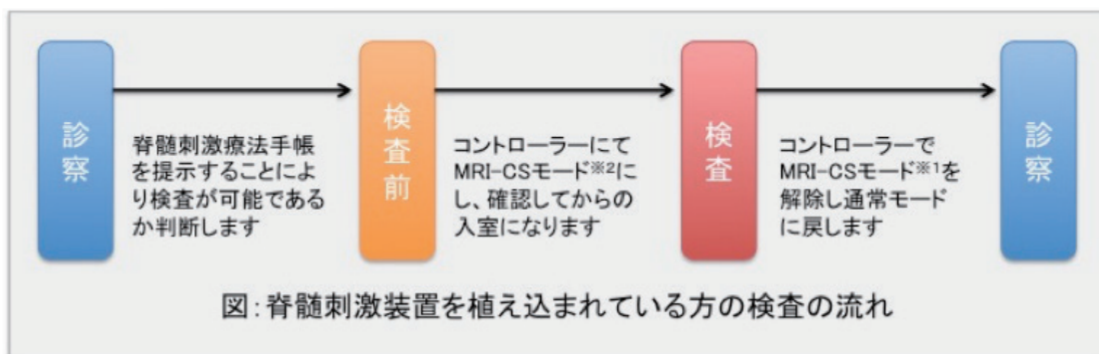 診察
脊髄刺激療法手帳
を提示することによ
り検査が可能である
か判断します
検査前
コントローラーにて
MRI-CSモード※2に
し、確認してからの
入室になります
検査
コントローラーで
MRI-CSモード※1を
解除し通常モード
に戻します
診察
図：脊髄刺激装置を植え込まれている方の検査の流れ